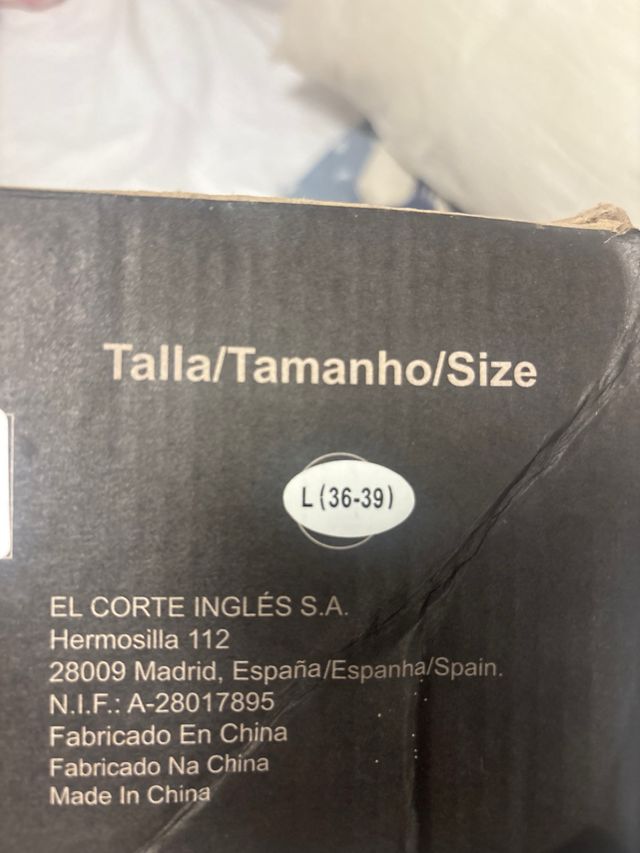 Talla/Tamanho/Size
L (36-39)
EL CORTE INGLÉS S.A.
Hermosilla 112
28009 Madrid, España/Espanha/Spain.
N.I.F.: A-28017895
Fabricado En China
Fabricado Na China
Made In China